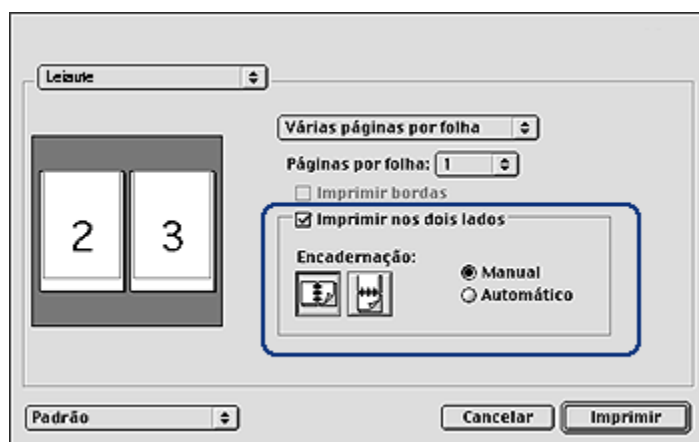 Leiaute
Várias páginas por folha
Páginas por folha: 1
Imprimir bordas
Imprimir nos dois lados
2 3
Encadernação:
Manual
Automático
Padrão
Cancelar Imprimir